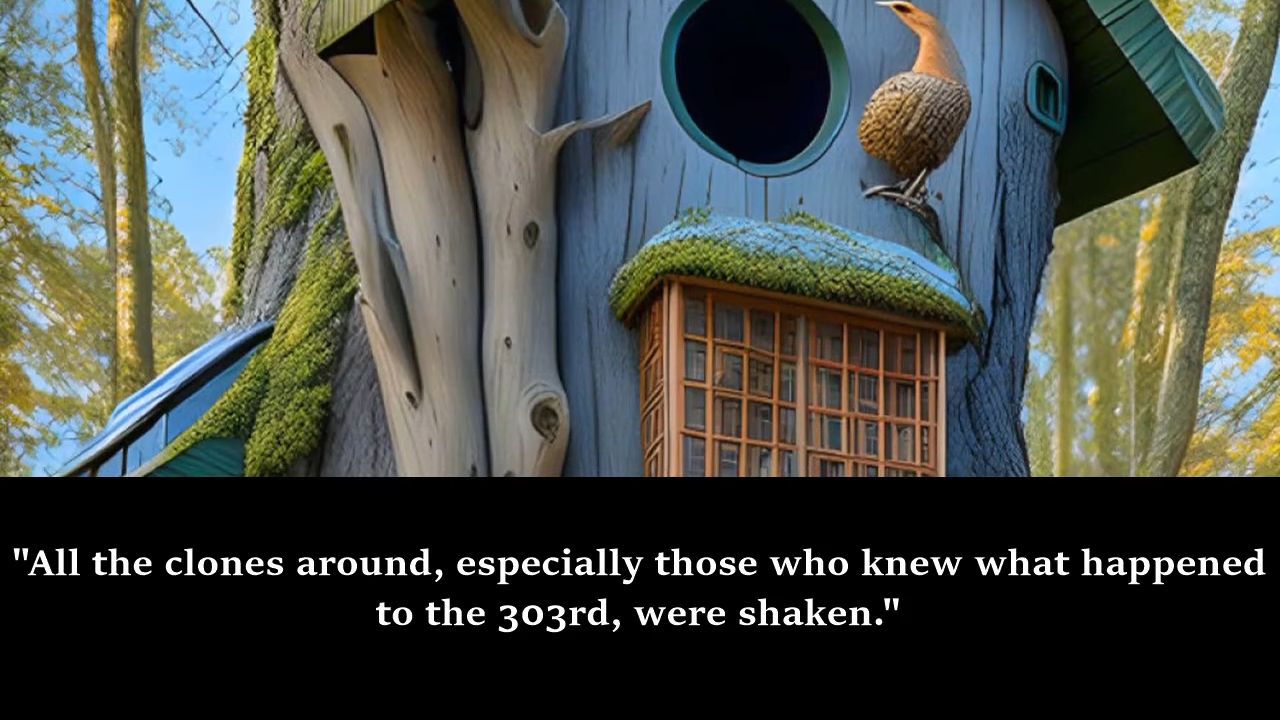 "All the clones around, especially those who knew what happened
to the 303rd, were shaken."